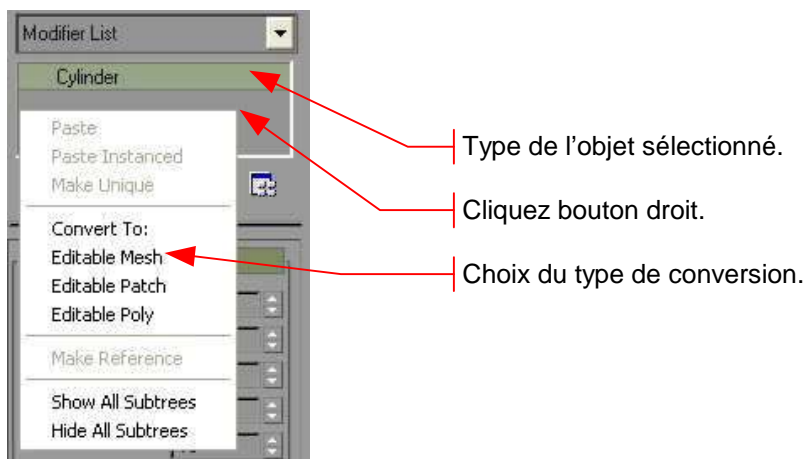 Modifier List
Cylinder
Paste
Paste Instanced
Make Unique
Convert To:
Editable Mesh
Editable Patch
Editable Poly
Make Reference
Show All Subtrees
Hide All Subtrees
Type de l’objet sélectionné.
Cliquez bouton droit.
Choix du type de conversion.